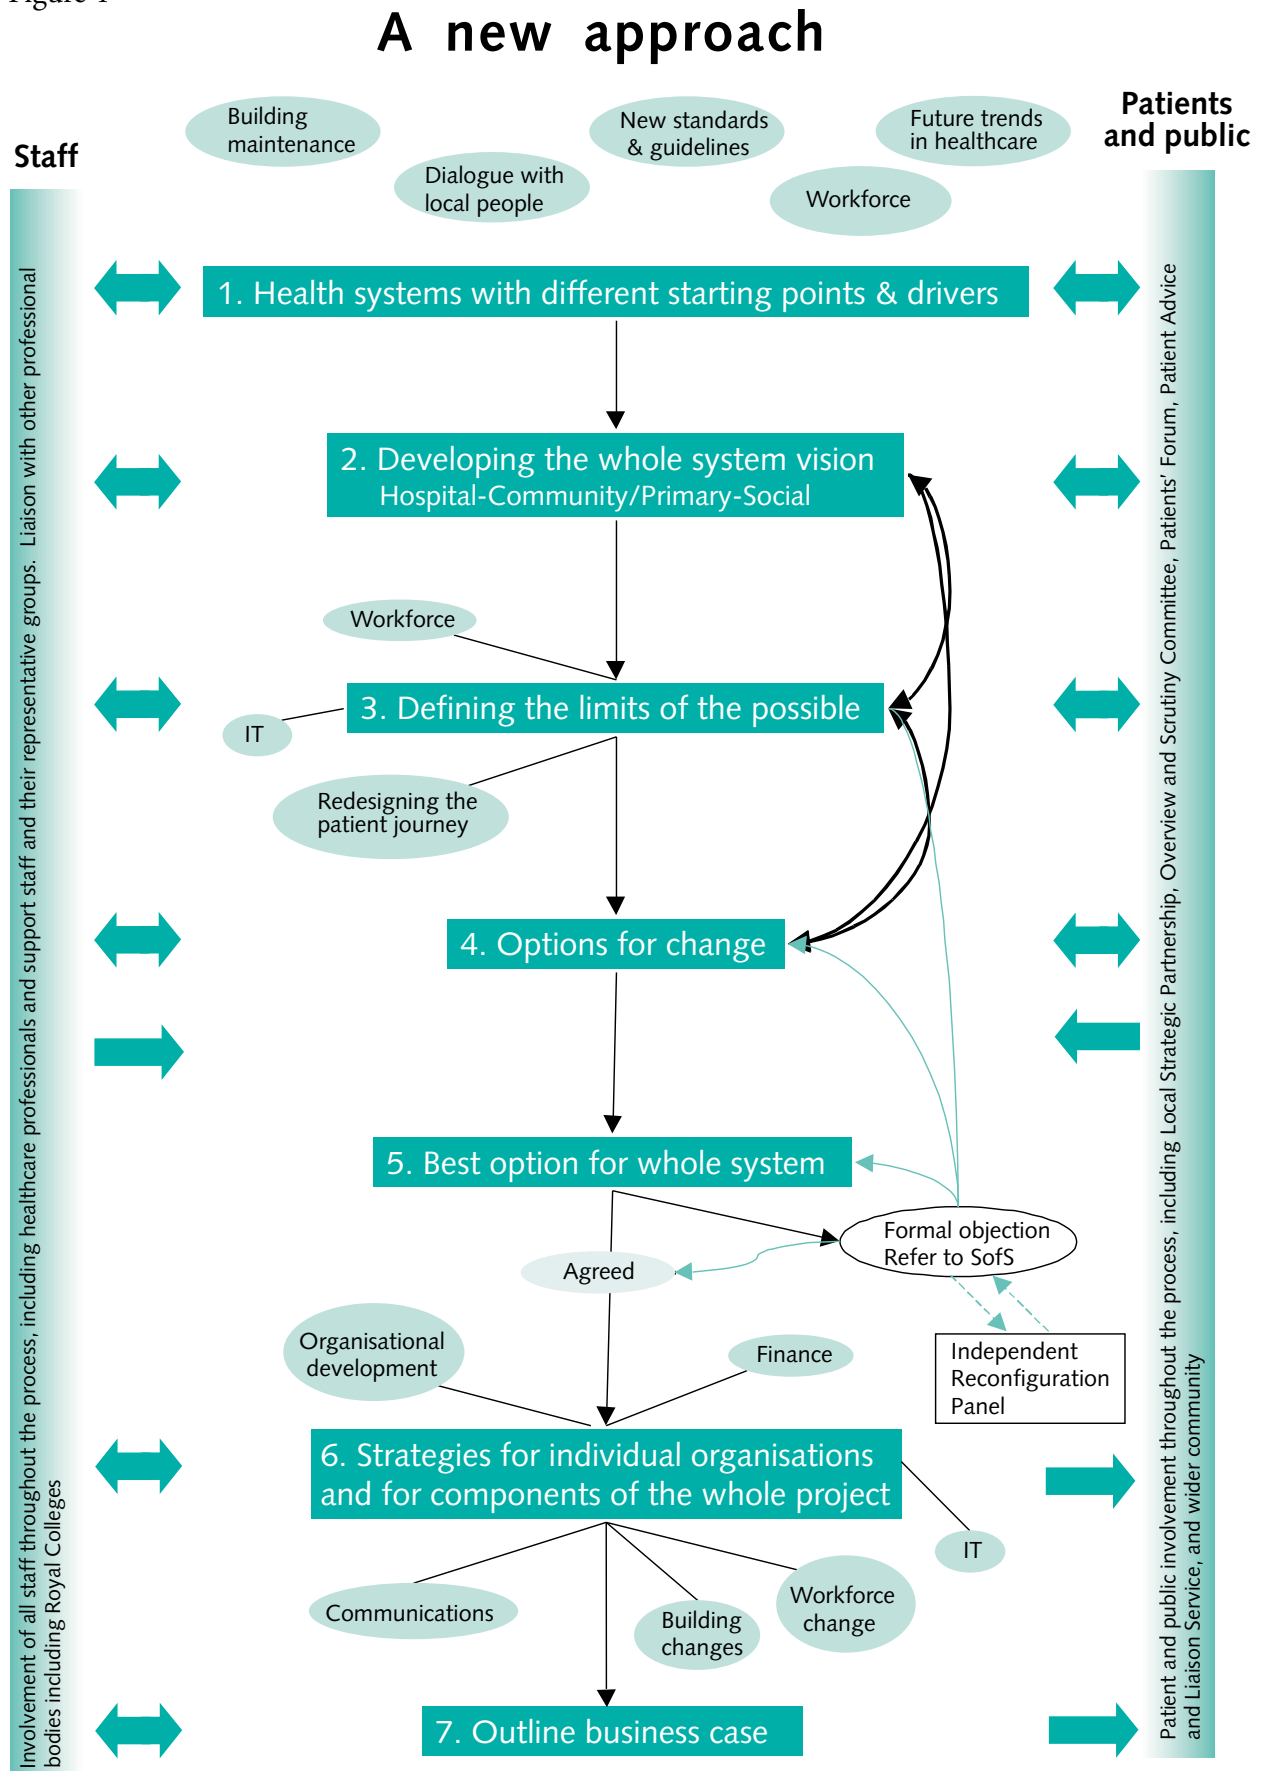 A new approach
Staff
Patients
and public
Building
maintenance
Dialogue with
local people
New standards
& guidelines
Workforce
Future trends
in healthcare
1. Health systems with different starting points & drivers
2. Developing the whole system vision
Hospital-Community/Primary-Social
Workforce
3. Defining the limits of the possible
IT
Redesigning the
patient journey
4. Options for change
5. Best option for whole system
Formal objection
Refer to SofS
Agreed
Independent
Reconfiguration
Panel
Organisational
development
Finance
6. Strategies for individual organisations
and for components of the whole project
IT
Communications
Building
changes
Workforce
change
7. Outline business case
Involvement of all staff throughout the process, including healthcare professionals and support staff and their representative groups. Liaison with other professional
bodies including Royal Colleges
Patient and public involvement throughout the process, including Local Strategic Partnership, Overview and Scrutiny Committee, Patients' Forum, Patient Advice
and Liaison Service, and wider community